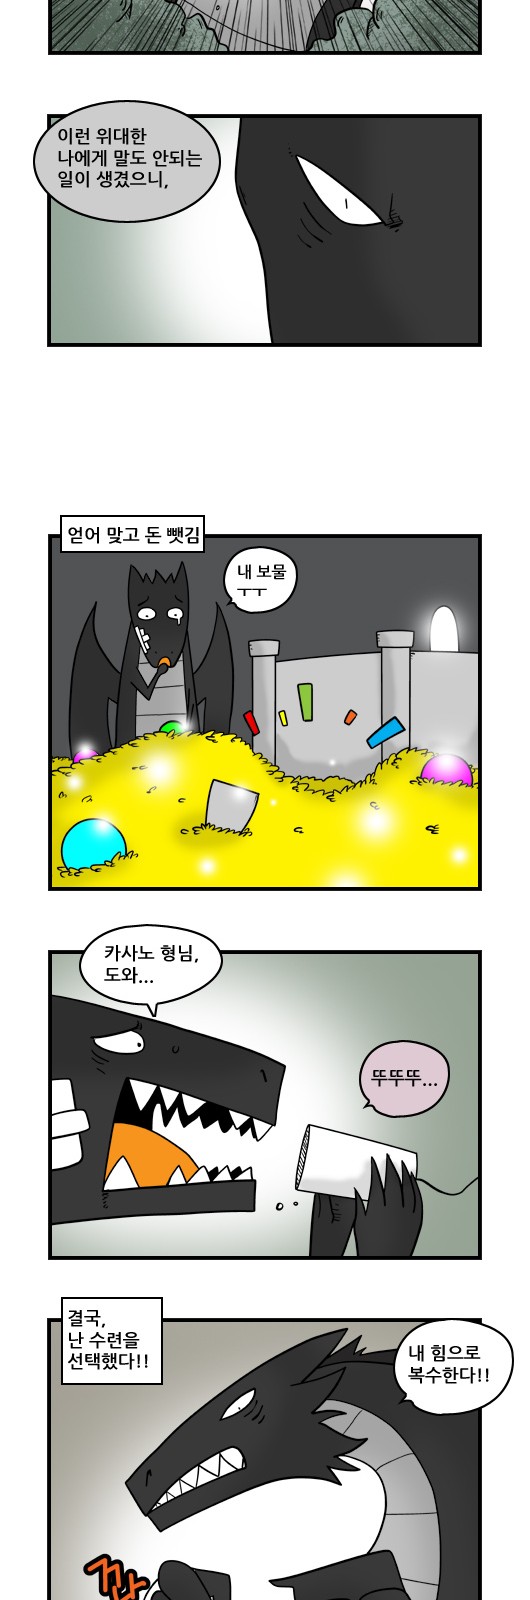 이런 위대한
나에게 말도 안되는
일이 생겼으니,
얻어 맞고 돈 뺏김
내 보물
ㅜㅜ
카사노 형님,
도와...
뚜뚜뚜...
결국,
난 수련을
선택했다!!
내 힘으로
복수한다!!